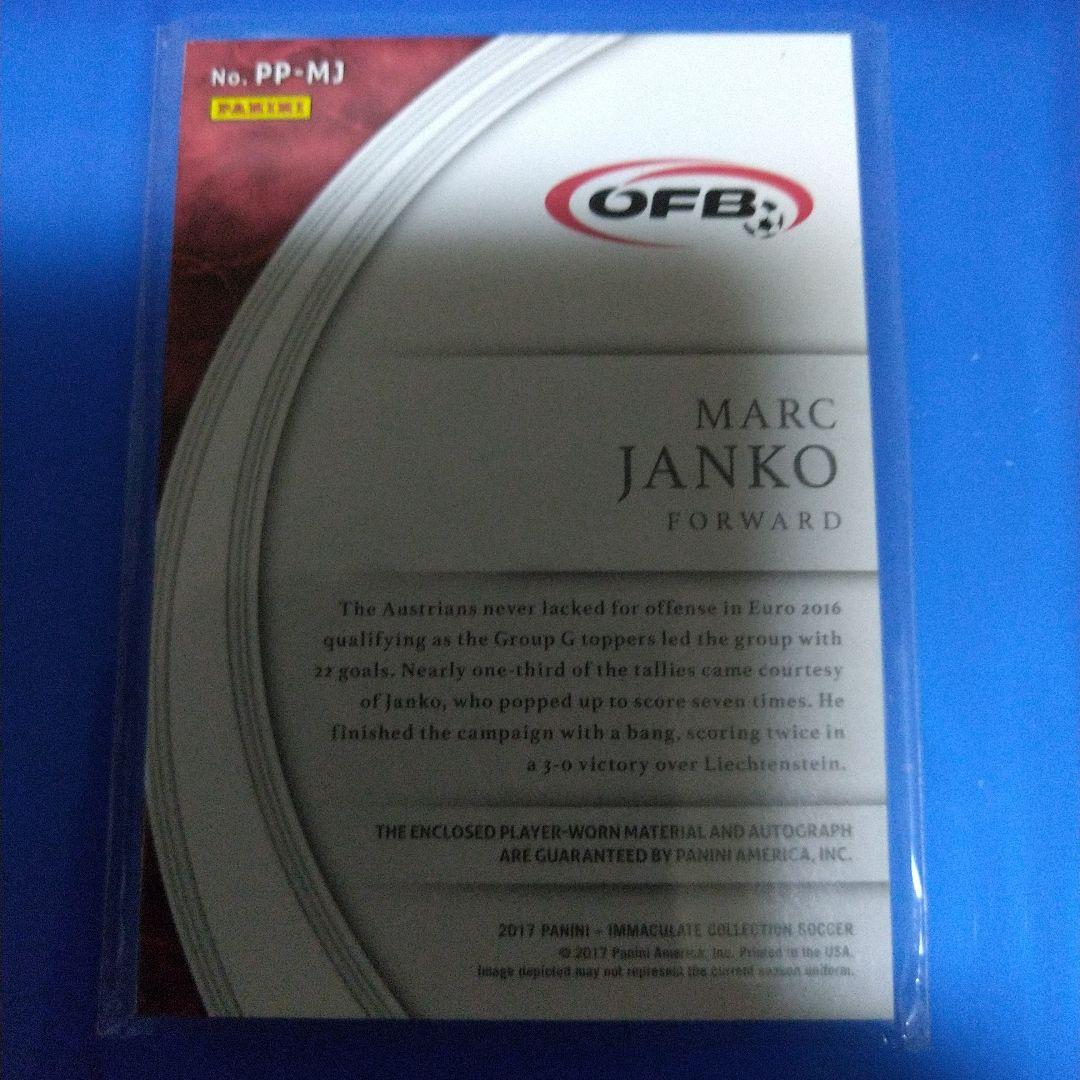 No. PP-MJ
PANINI
ÖFB
MARC
JANKO
FORWARD
The Austrians never lacked for offense in Euro 2016
qualifying as the Group G toppers led the group with
22 goals. Nearly one-third of the tallies came courtesy
of Janko, who popped up to score seven times. He
finished the campaign with a bang, scoring twice in
a 3-0 victory over Liechtenstein.
THE ENCLOSED PLAYER-WORN MATERIAL AND AUTOGRAPH
ARE GUARANTEED BY PANINI AMERICA, INC.
2017 PANINI – IMMACULATE COLLECTION SOCCER
© 2017 Panini America, Inc. Printed in the USA.
Image depicted may not represent the current season uniform.